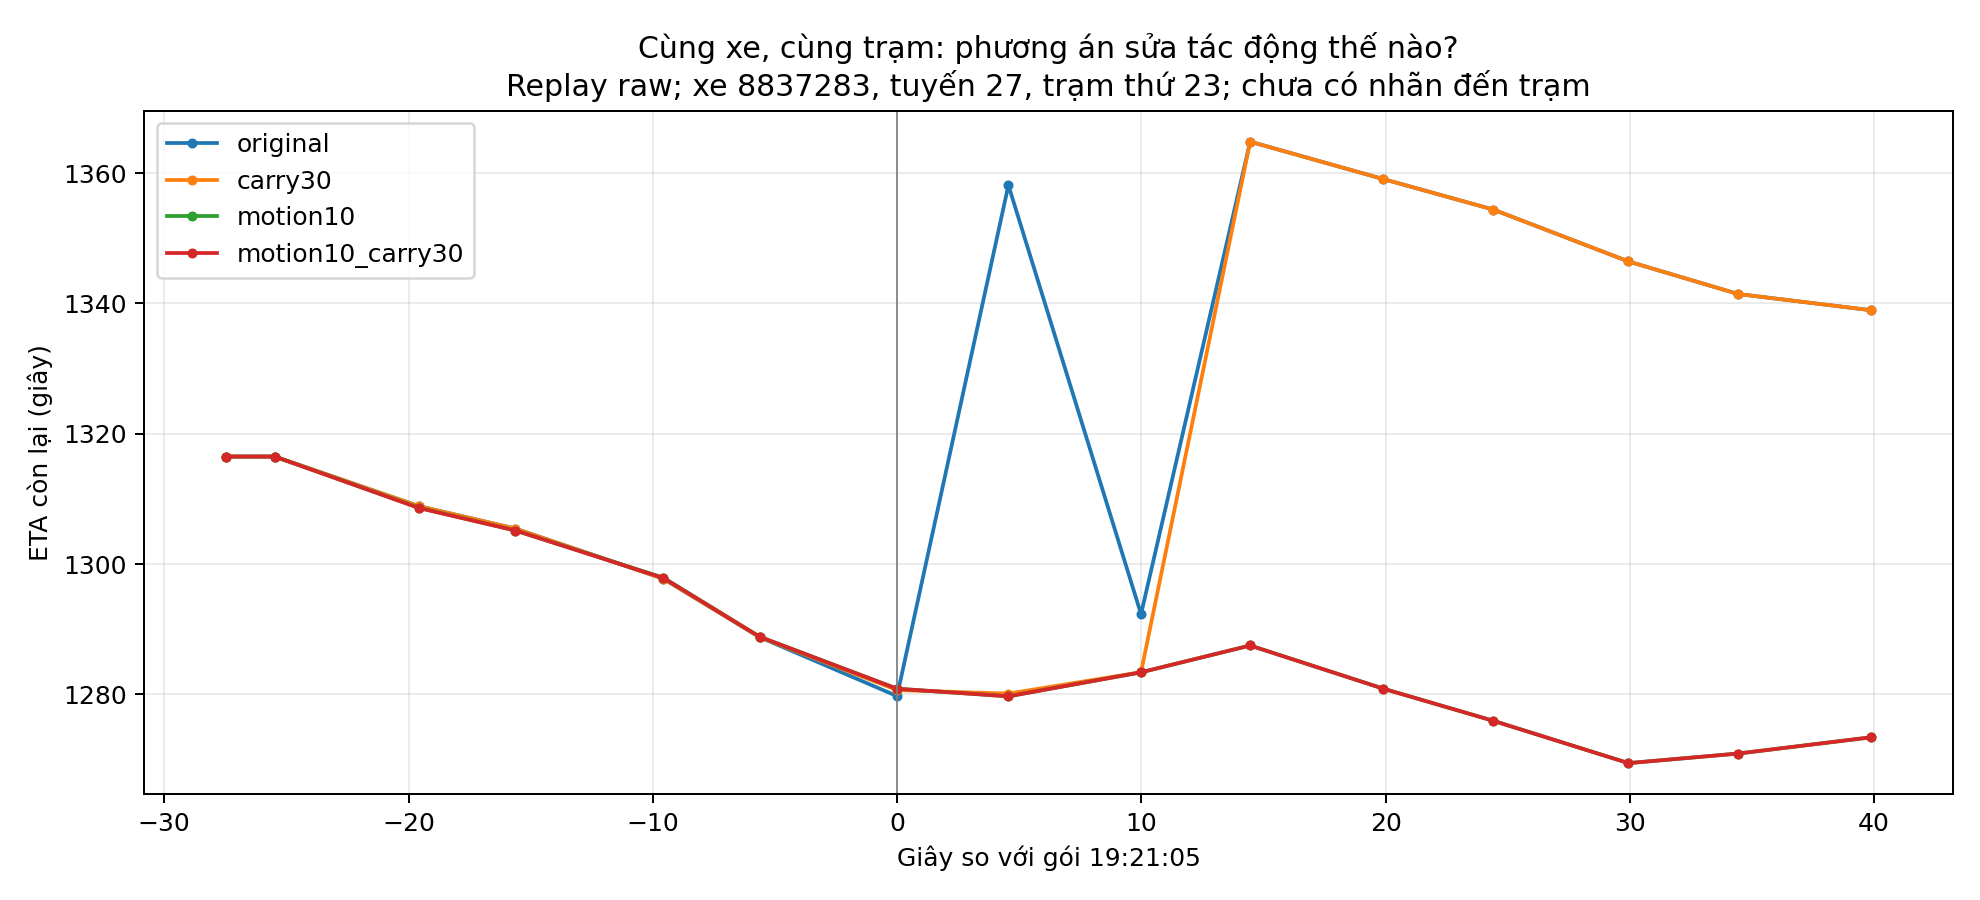 Cùng xe, cùng trạm: phương án sửa tác động thế nào?
Replay raw; xe 8837283, tuyến 27, trạm thứ 23; chưa có nhãn đến trạm
original
carry30
motion10
motion10_carry30
ETA còn lại (giây)
1360
1340
1320
1300
1280
−30
−20
−10
0
10
20
30
40
Giây so với gói 19:21:05